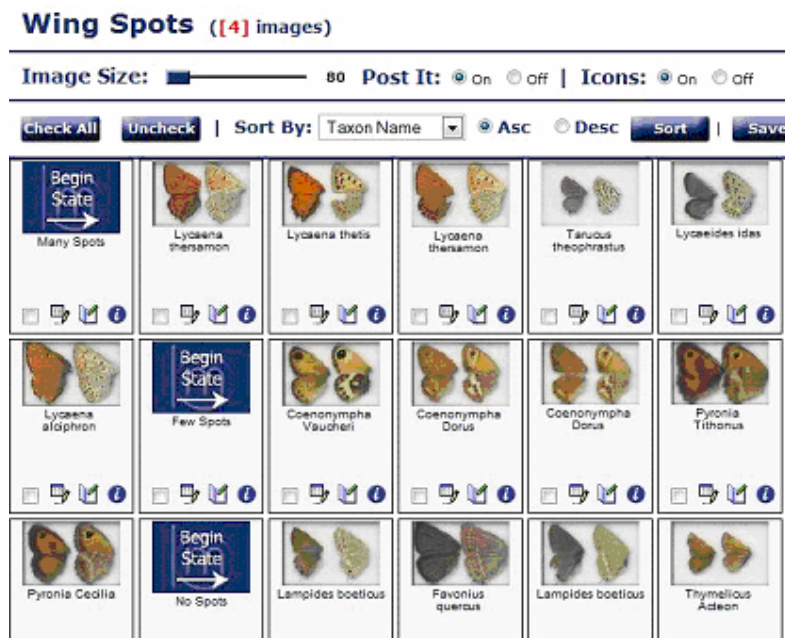 Wing Spots ([4] images)
Image Size: 80 Post It: On Off | Icons: On Off
Check All Uncheck | Sort By: Taxon Name Asc Desc Sort | Save
Begin
State
Many Spots
Lycaena
thersamon
Lycaena thetis
Lycaena
thersamon
Tarucus
theophrastus
Lycaeides idas
Lycaena
alciphron
Begin
State
Few Spots
Coenonympha
Vaucheri
Coenonympha
Dorus
Coenonympha
Dorus
Pyronia
Tithonus
Pyronia Cecilia
Begin
State
No Spots
Lampides boeticus
Favonius
quercus
Lampides boeticus
Thymelicus
Acteon